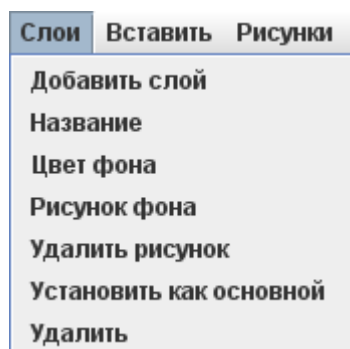 Слои Вставить Рисунки
Добавить слой
Название
Цвет фона
Рисунок фона
Удалить рисунок
Установить как основной
Удалить